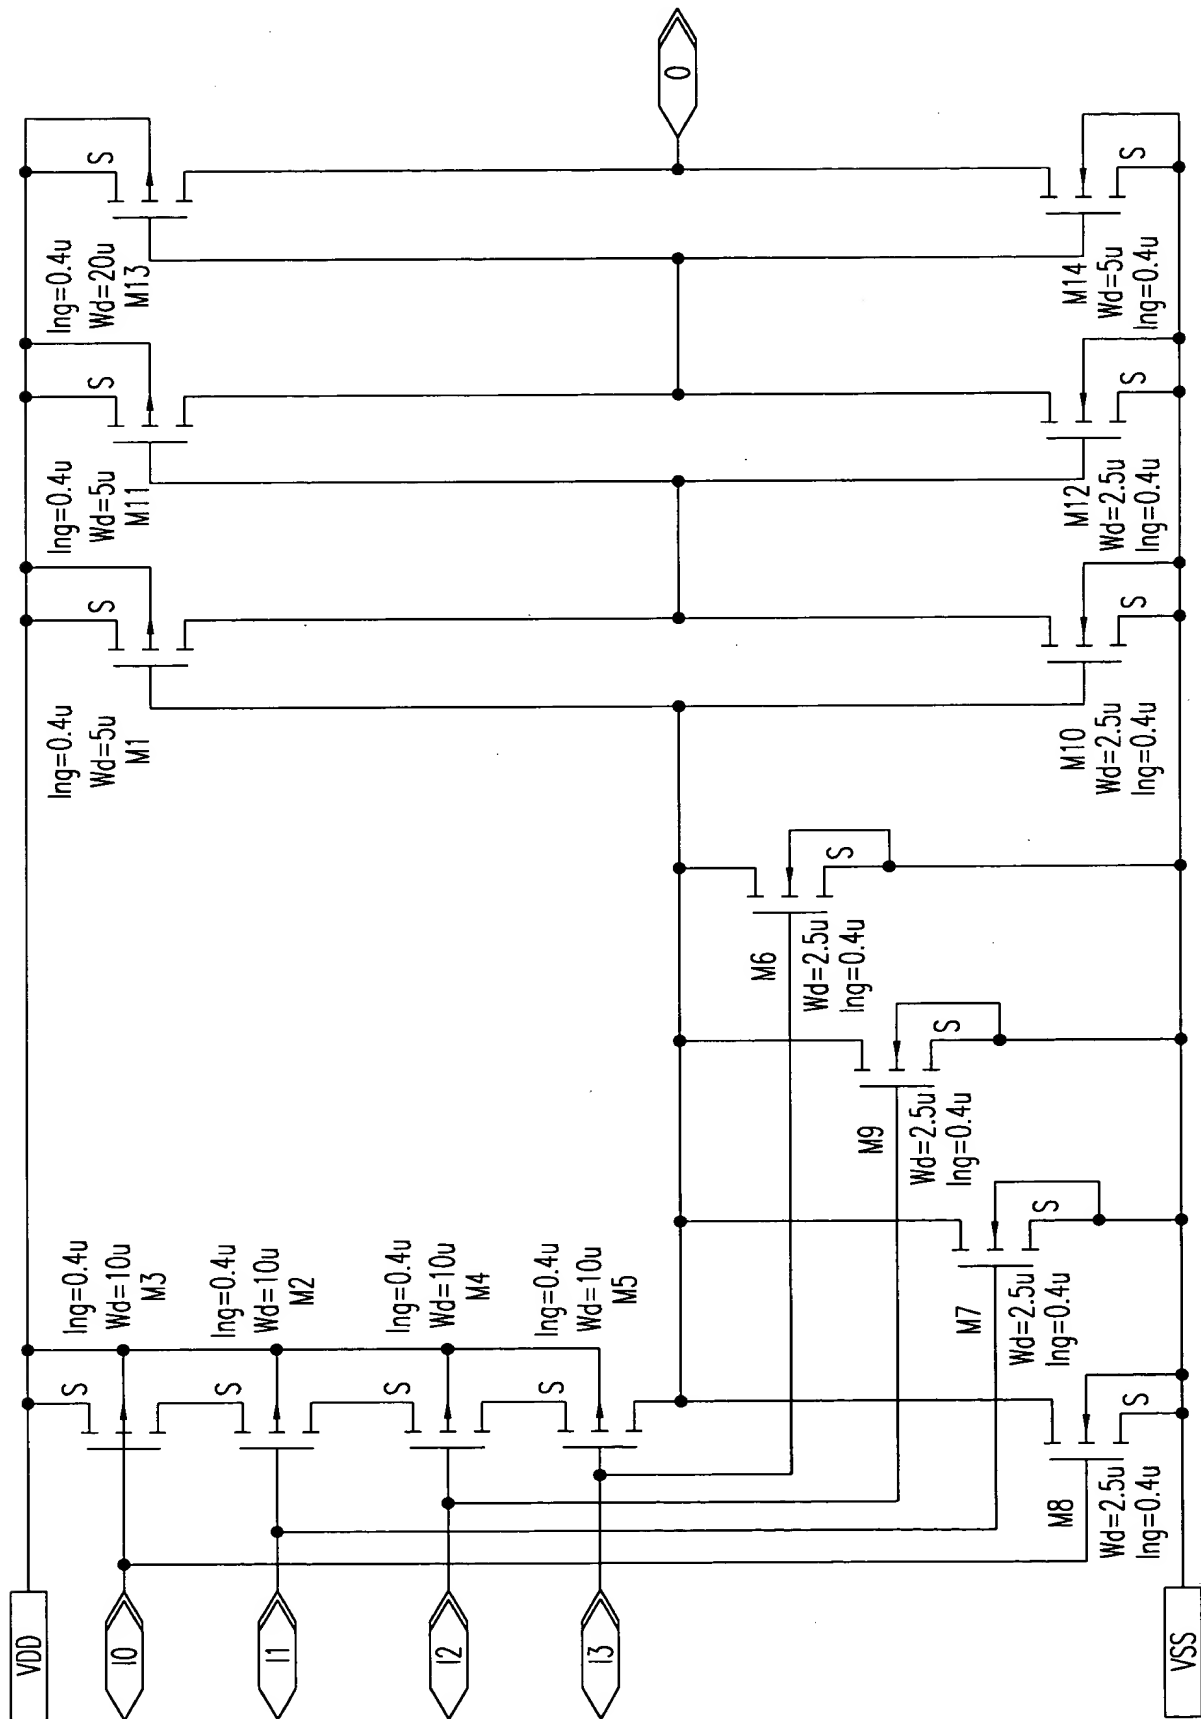 VDD
I0
I1
I2
I3
VSS
lng=0.4u
Wd=10u
M3
S
lng=0.4u
Wd=10u
M2
S
lng=0.4u
Wd=10u
M4
S
lng=0.4u
Wd=10u
M5
S
M8
Wd=2.5u
lng=0.4u
S
M7
Wd=2.5u
lng=0.4u
S
M9
Wd=2.5u
lng=0.4u
S
M6
Wd=2.5u
lng=0.4u
S
lng=0.4u
Wd=5u
M1
S
M10
Wd=2.5u
lng=0.4u
S
lng=0.4u
Wd=5u
M11
S
M12
Wd=2.5u
lng=0.4u
S
lng=0.4u
Wd=20u
M13
S
M14
Wd=5u
lng=0.4u
S
O